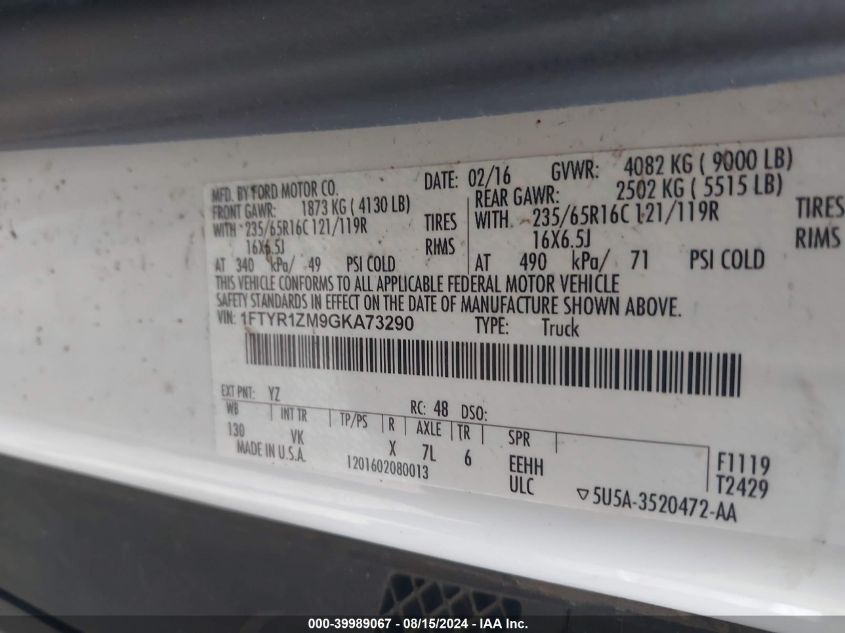 MFD. BY FORD MOTOR CO.
DATE: 02/16 GVWR: 4082 KG ( 9000 LB)
FRONT GAWR: 1873 KG ( 4130 LB)
REAR GAWR: 2502 KG ( 5515 LB)
WITH 235/65R16C 121/119R TIRES
WITH 235/65R16C 121/119R TIRES
16X6.5J RIMS
16X6.5J RIMS
AT 340 kPa/ 49 PSI COLD
AT 490 kPa/ 71 PSI COLD
THIS VEHICLE CONFORMS TO ALL APPLICABLE FEDERAL MOTOR VEHICLE
SAFETY STANDARDS IN EFFECT ON THE DATE OF MANUFACTURE SHOWN ABOVE.
VIN: 1FTYR1ZM9GKA73290 TYPE: Truck
EXT PNT: YZ RC: 48 DSO:
WB INT TR TP/PS R AXLE TR SPR
130 VK X 7L 6 EEHH F1119
MADE IN U.S.A. 1201602080013 ULC T2429
▽5U5A-3520472-AA
000-39989067 - 08/15/2024 - IAA Inc.